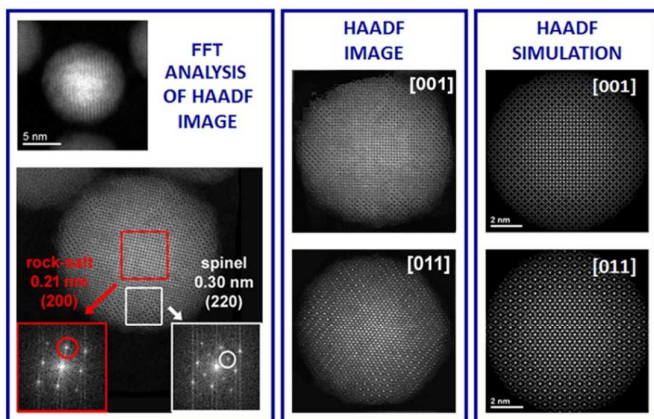 FFT
ANALYSIS
OF HAADF
IMAGE
5 nm
rock-salt
0.21 nm
(200)
spinel
0.30 nm
(220)
HAADF
IMAGE
[001]
[011]
HAADF
SIMULATION
[001]
2 nm
[011]
2 nm